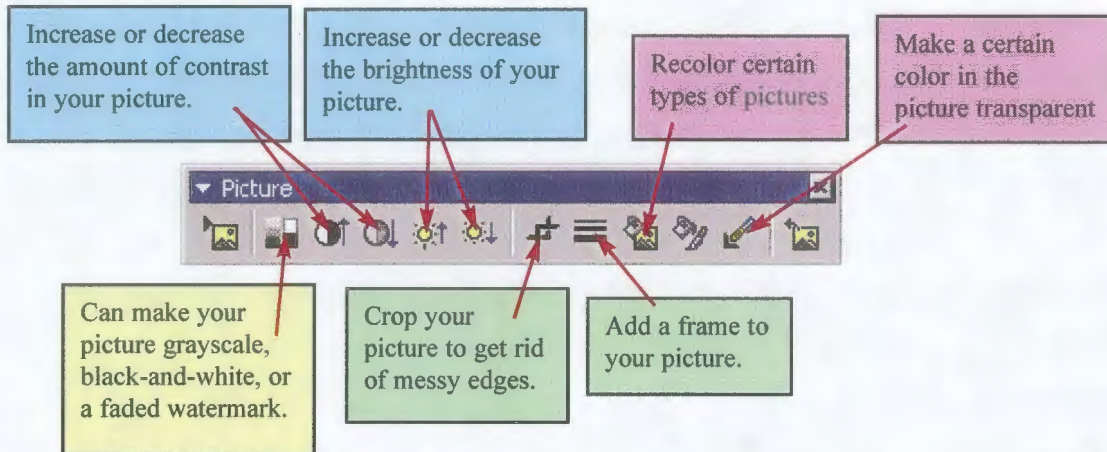 Increase or decrease
the amount of contrast
in your picture.
Increase or decrease
the brightness of your
picture.
Recolor certain
types of pictures
Make a certain
color in the
picture transparent
Picture
Can make your
picture grayscale,
black-and-white, or
a faded watermark.
Crop your
picture to get rid
of messy edges.
Add a frame to
your picture.